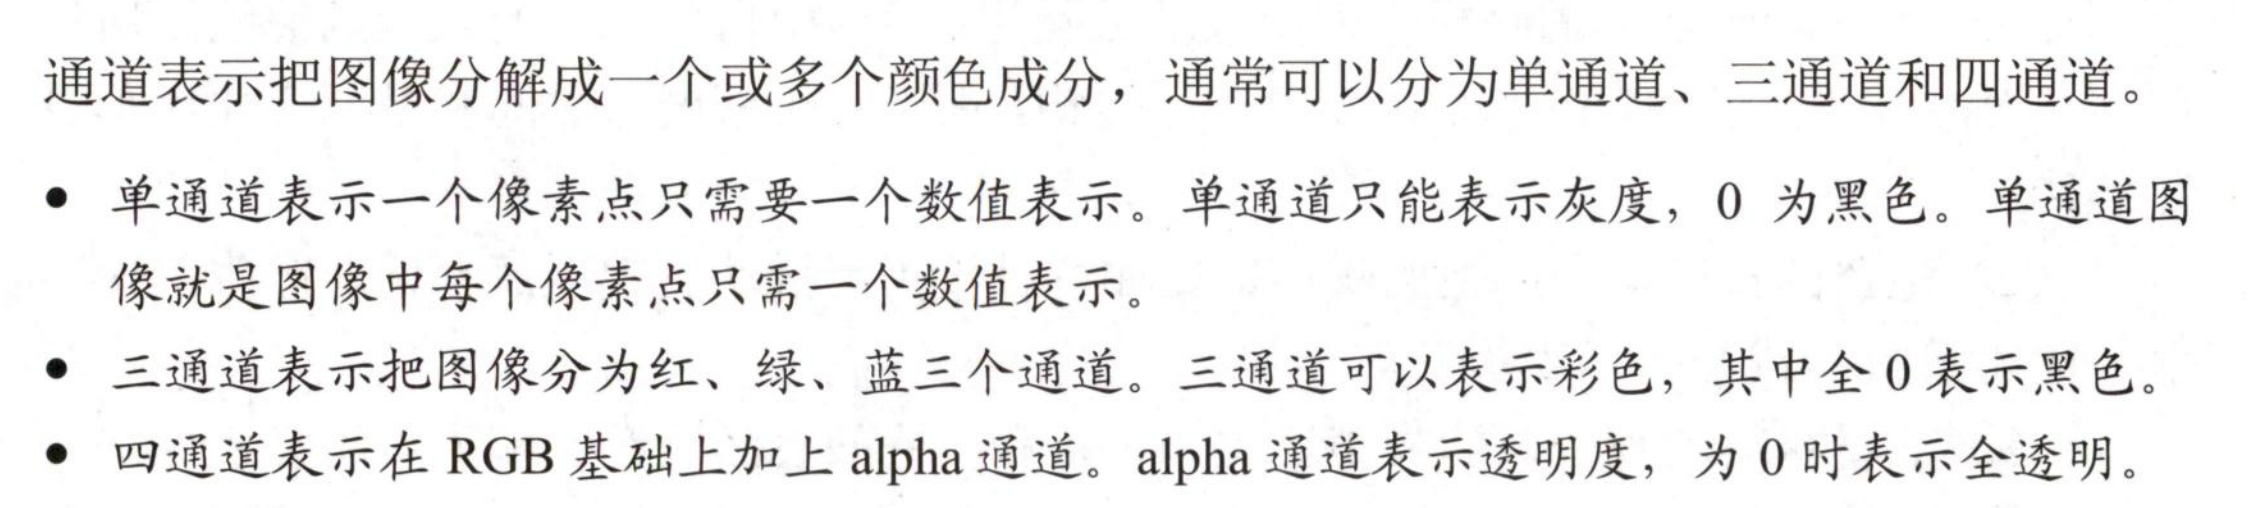 通道表示把图像分解成一个或多个颜色成分，通常可以分为单通道、三通道和四通道。
• 单通道表示一个像素点只需要一个数值表示。单通道只能表示灰度，0 为黑色。单通道图
像就是图像中每个像素点只需一个数值表示。
• 三通道表示把图像分为红、绿、蓝三个通道。三通道可以表示彩色，其中全 0 表示黑色。
• 四通道表示在 RGB 基础上加上 alpha 通道。alpha 通道表示透明度，为 0 时表示全透明。